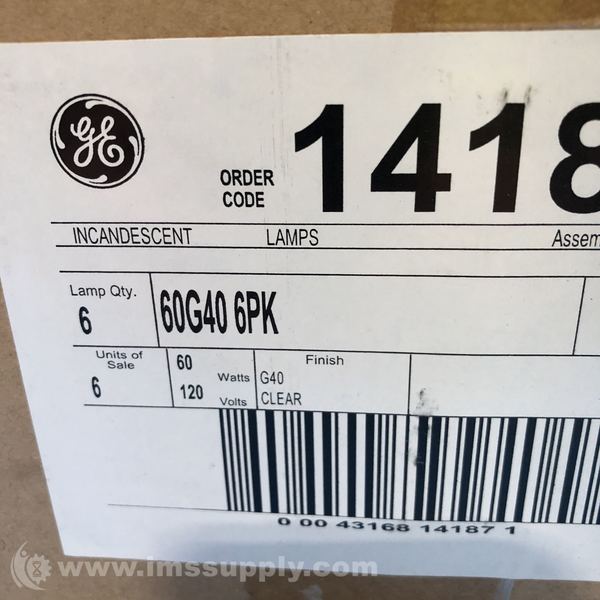 GE
ORDER CODE 1418
INCANDESCENT LAMPS Assem
Lamp Qty.
6
60G40 6PK
Units of Sale
6
60 Watts
120 Volts
Finish
G40
CLEAR
0 00 43168 14187 1
www.imssupply.com